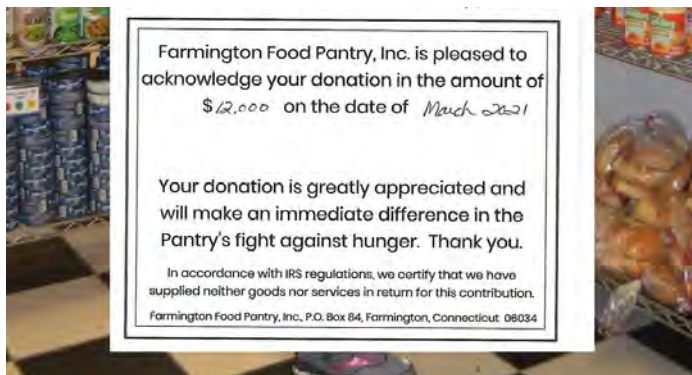 Farmington Food Pantry, Inc. is pleased to
acknowledge your donation in the amount of
$12,000 on the date of March 2021
Your donation is greatly appreciated and
will make an immediate difference in the
Pantry's fight against hunger. Thank you.
In accordance with IRS regulations, we certify that we have
supplied neither goods nor services in return for this contribution.
Farmington Food Pantry, Inc., P.O. Box 84, Farmington, Connecticut 06034